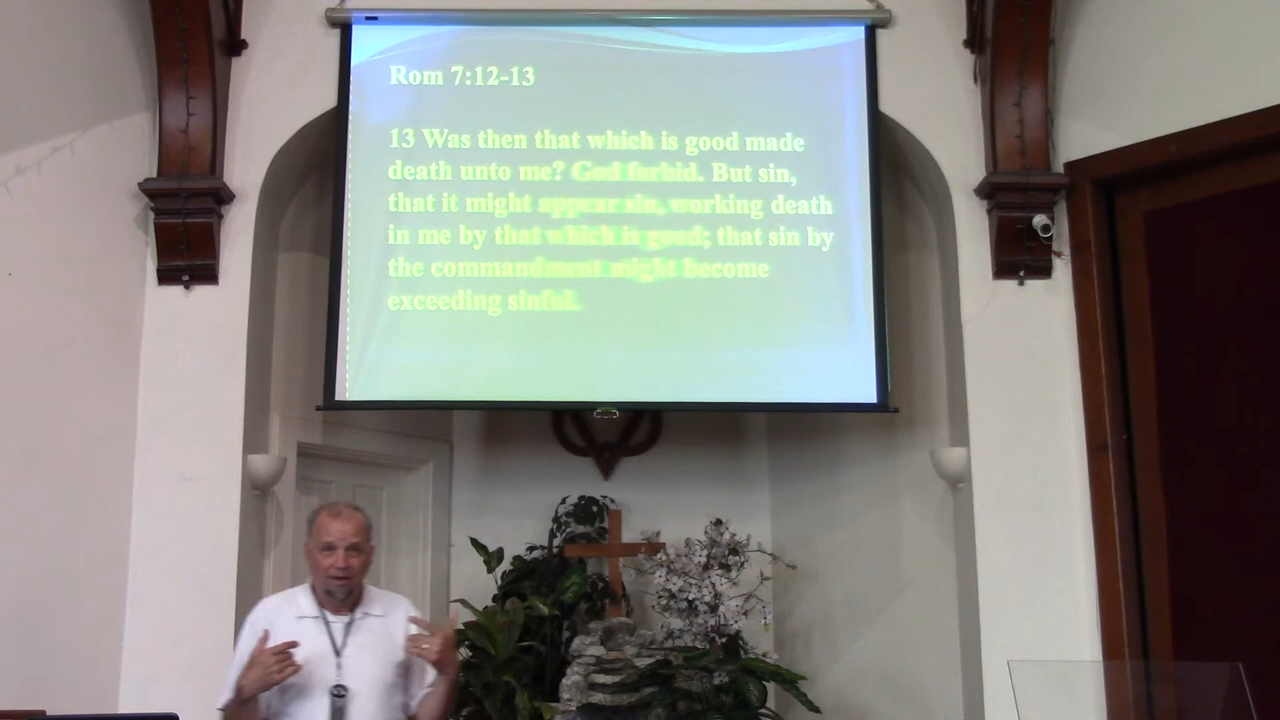 Rom 7:12-13
13 Was then that which is good made
death unto me? God forbid. But sin,
that it might appear sin, working death
in me by that which is good; that sin by
the commandment might become
exceeding sinful.